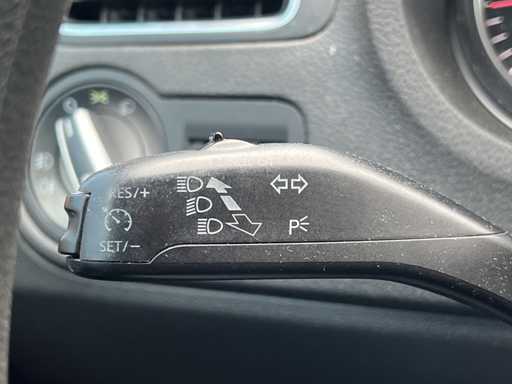 RES/+
SET/-
P